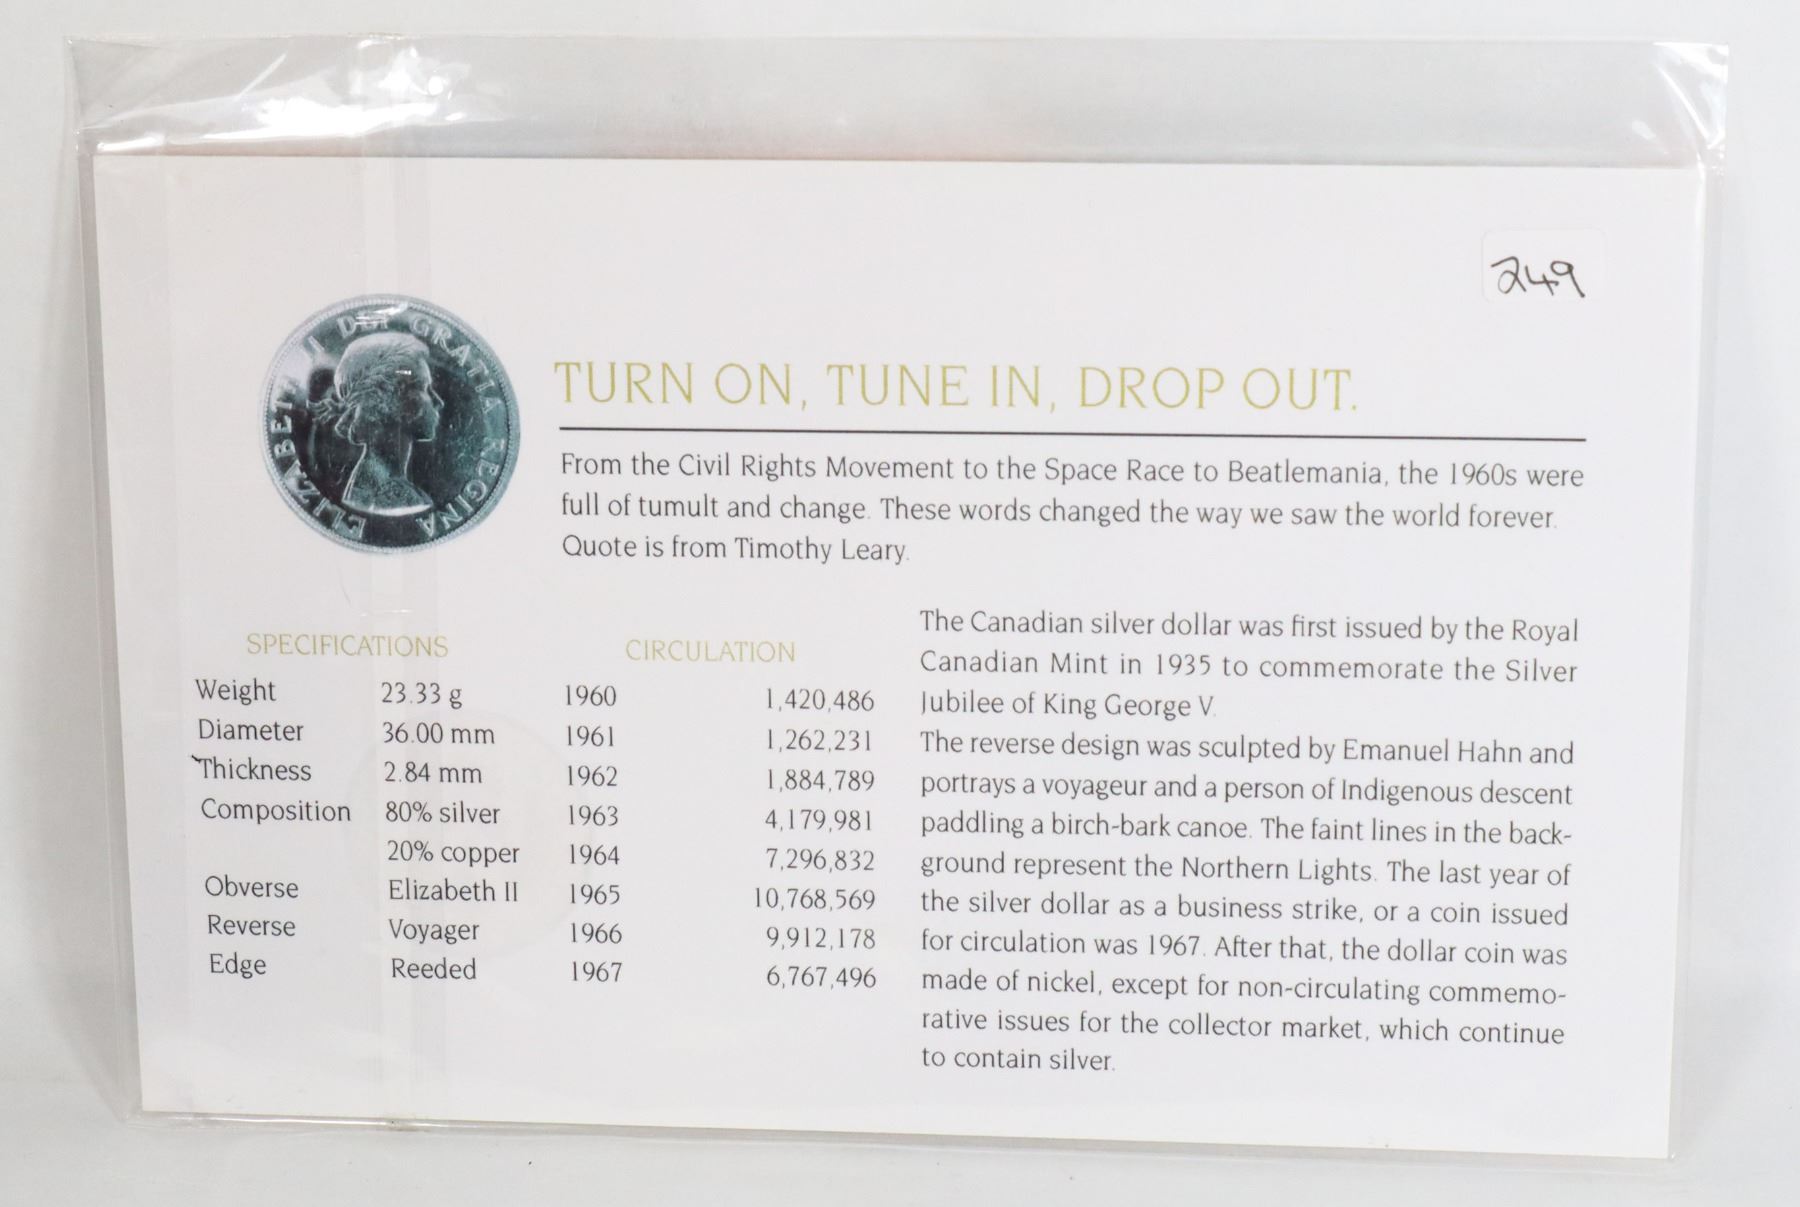 249
ELIZABETH II DEI GRATIA REGINA
TURN ON, TUNE IN, DROP OUT.
From the Civil Rights Movement to the Space Race to Beatlemania, the 1960s were
full of tumult and change. These words changed the way we saw the world forever.
Quote is from Timothy Leary.
SPECIFICATIONS
Weight 23.33 g
Diameter 36.00 mm
Thickness 2.84 mm
Composition 80% silver
20% copper
Obverse Elizabeth II
Reverse Voyager
Edge Reeded
CIRCULATION
1960 1,420,486
1961 1,262,231
1962 1,884,789
1963 4,179,981
1964 7,296,832
1965 10,768,569
1966 9,912,178
1967 6,767,496
The Canadian silver dollar was first issued by the Royal
Canadian Mint in 1935 to commemorate the Silver
Jubilee of King George V.
The reverse design was sculpted by Emanuel Hahn and
portrays a voyageur and a person of Indigenous descent
paddling a birch-bark canoe. The faint lines in the back-
ground represent the Northern Lights. The last year of
the silver dollar as a business strike, or a coin issued
for circulation was 1967. After that, the dollar coin was
made of nickel, except for non-circulating commemo-
rative issues for the collector market, which continue
to contain silver.